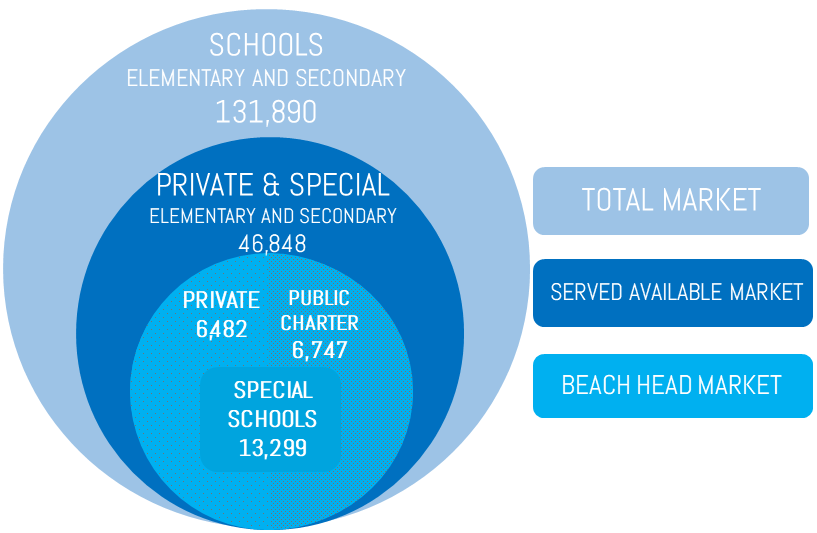 SCHOOLS
ELEMENTARY AND SECONDARY
131,890
PRIVATE & SPECIAL
ELEMENTARY AND SECONDARY
46,848
PRIVATE
6,482
PUBLIC
CHARTER
6,747
SPECIAL
SCHOOLS
13,299
TOTAL MARKET
SERVED AVAILABLE MARKET
BEACH HEAD MARKET